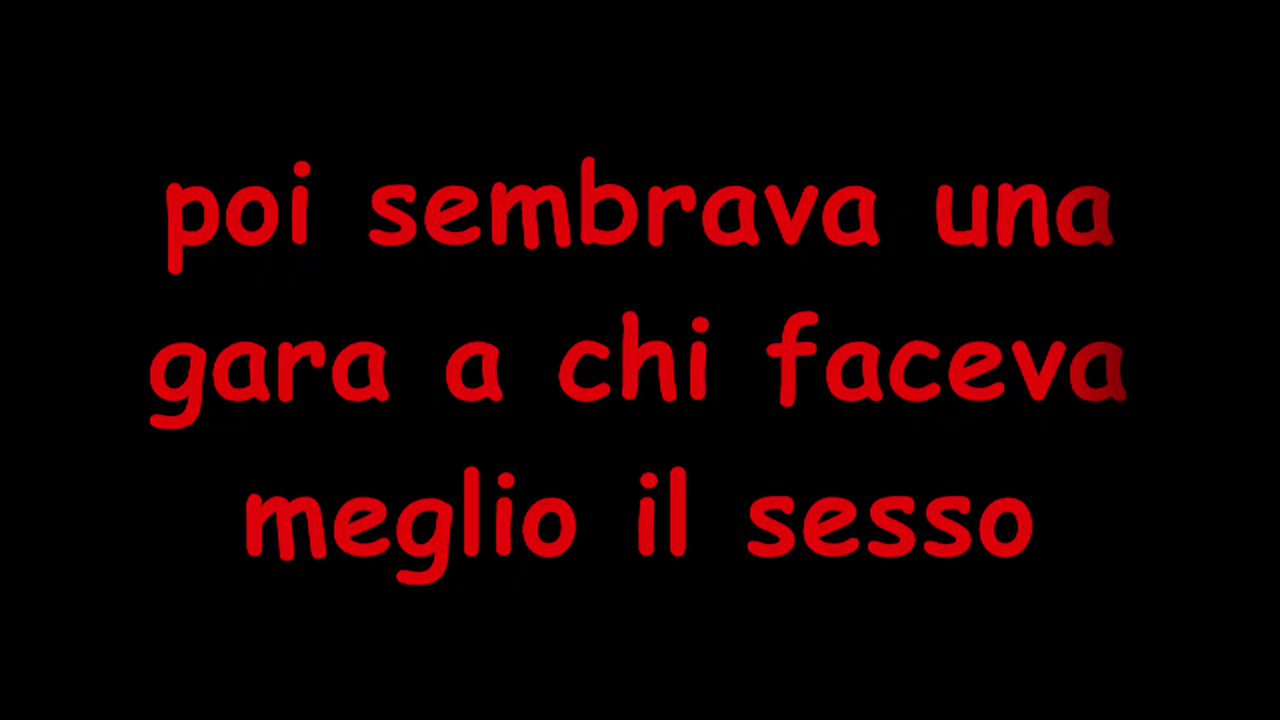 poi sembrava una
gara a chi faceva
meglio il sesso